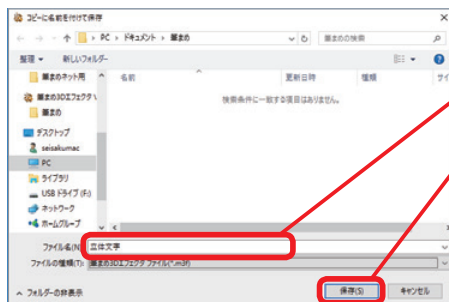 コピーに名前を付けて保存
> PC > ドキュメント > 筆まめ
筆まめの検索
整理 新しいフォルダー
筆まめネット用
筆まめ3Dエフェクタ\
筆まめ
デスクトップ
seisakumac
PC
ライブラリ
USB ドライブ (F:)
ネットワーク
ホームグループ
名前 更新日時 種類 サイ
検索条件に一致する項目はありません。
ファイル名(N): 立体文字
ファイルの種類(T): 筆まめ3Dエフェクタ ファイル(*.m3f)
フォルダーの非表示 保存(S) キャンセル